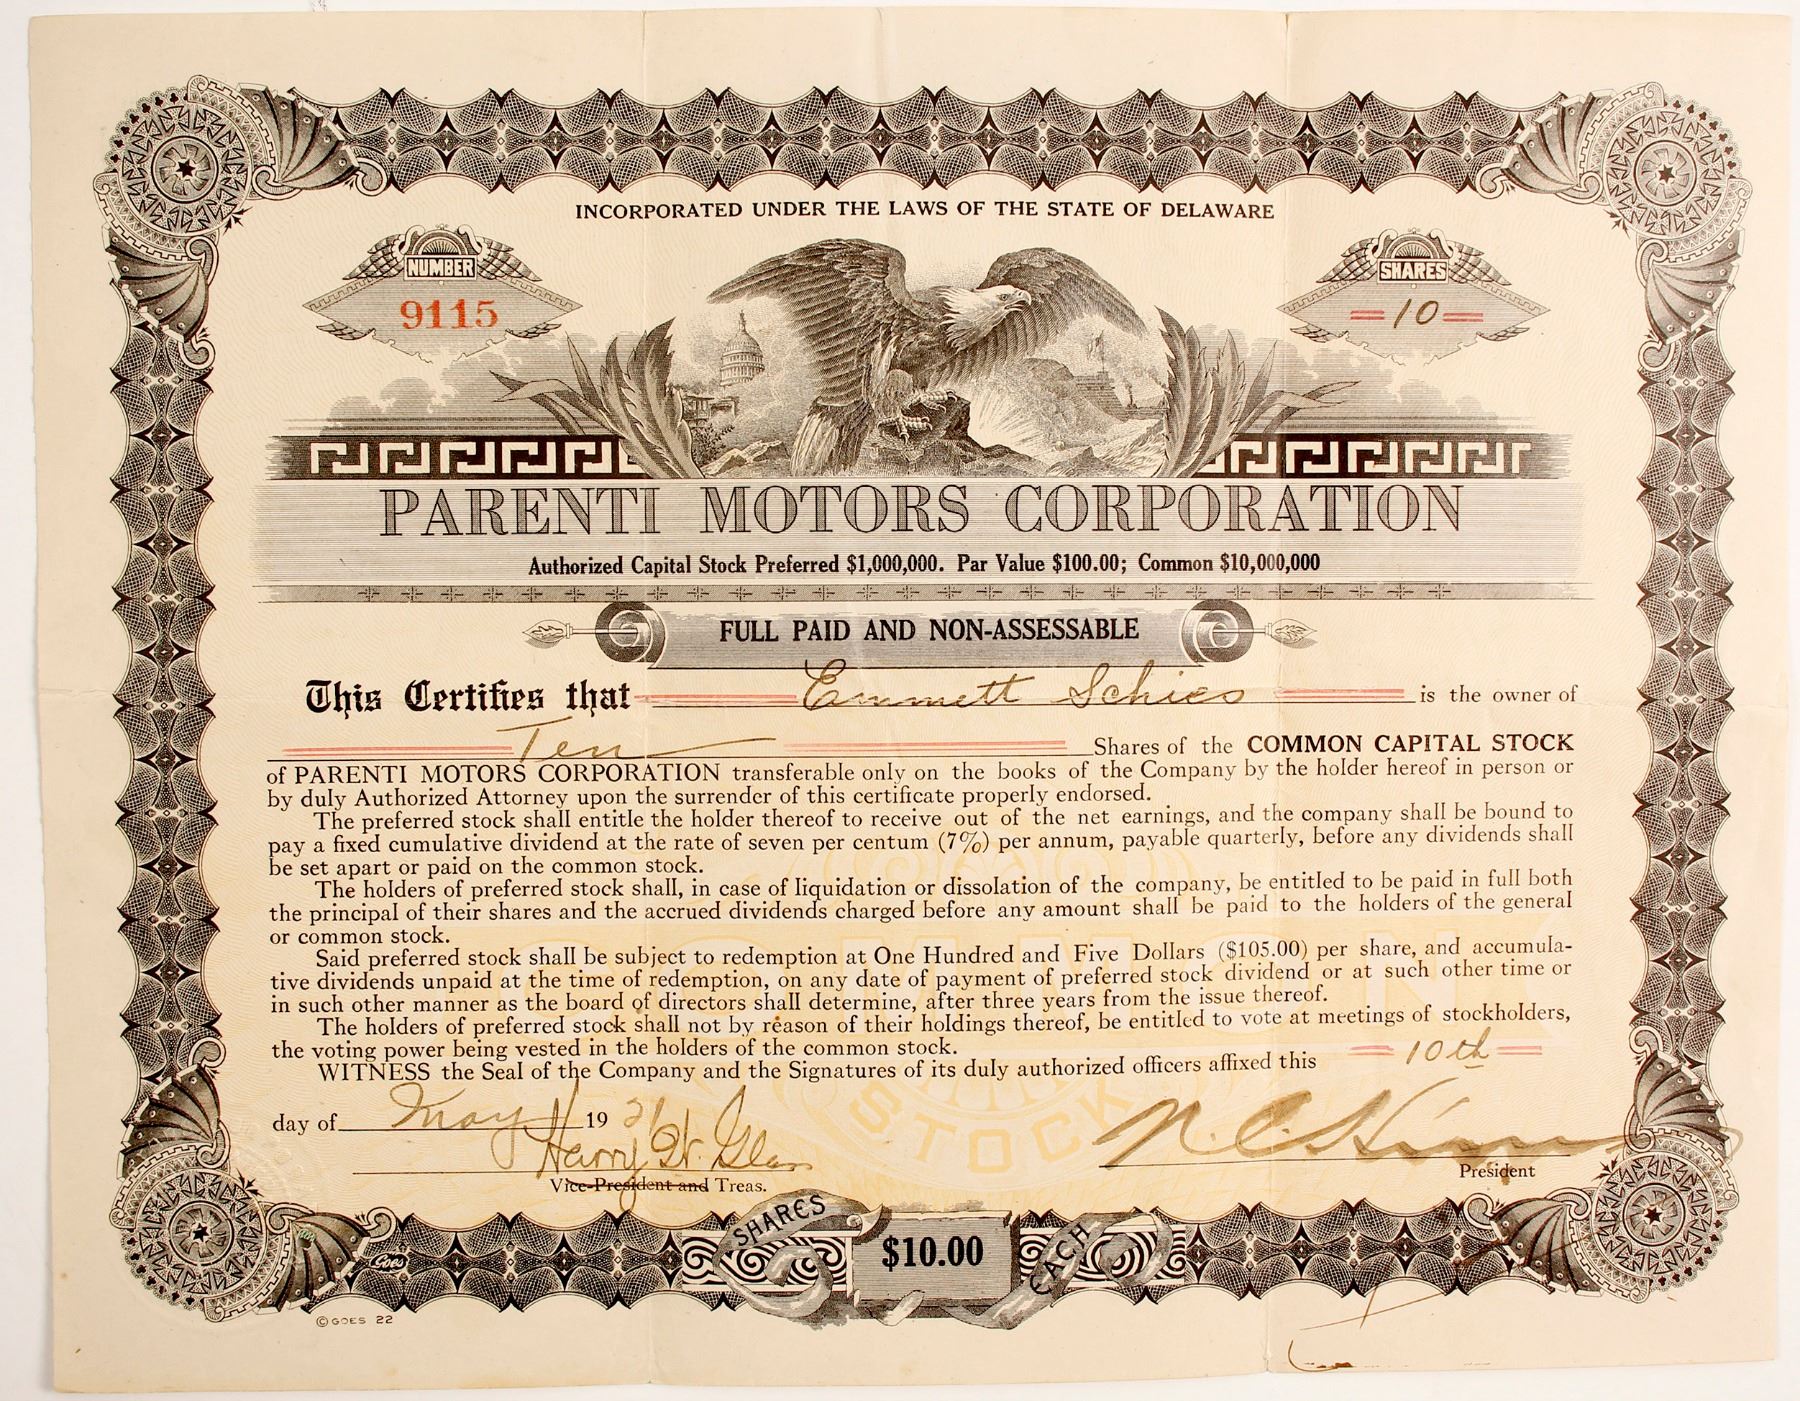 INCORPORATED UNDER THE LAWS OF THE STATE OF DELAWARE
NUMBER
9115
SHARES
10
PARENTI MOTORS CORPORATION
Authorized Capital Stock Preferred $1,000,000. Par Value $100.00; Common $10,000,000
FULL PAID AND NON-ASSESSABLE
This Certifies that Emmett Schies is the owner of
Ten Shares of the COMMON CAPITAL STOCK
of PARENTI MOTORS CORPORATION transferable only on the books of the Company by the holder hereof in person or
by duly Authorized Attorney upon the surrender of this certificate properly endorsed.
The preferred stock shall entitle the holder thereof to receive out of the net earnings, and the company shall be bound to
pay a fixed cumulative dividend at the rate of seven per centum (7%) per annum, payable quarterly, before any dividends shall
be set apart or paid on the common stock.
The holders of preferred stock shall, in case of liquidation or dissolation of the company, be entitled to be paid in full both
the principal of their shares and the accrued dividends charged before any amount shall be paid to the holders of the general
or common stock.
Said preferred stock shall be subject to redemption at One Hundred and Five Dollars ($105.00) per share, and accumula-
tive dividends unpaid at the time of redemption, on any date of payment of preferred stock dividend or at such other time or
in such other manner as the board of directors shall determine, after three years from the issue thereof.
The holders of preferred stock shall not by reason of their holdings thereof, be entitled to vote at meetings of stockholders,
the voting power being vested in the holders of the common stock.
WITNESS the Seal of the Company and the Signatures of its duly authorized officers affixed this 10th
day of May 1921
COMMON
STOCK
Harry W.
N. C.
Vice-President and Treas.
President
SHARES
$10.00
EACH
Goes
© GOES 22